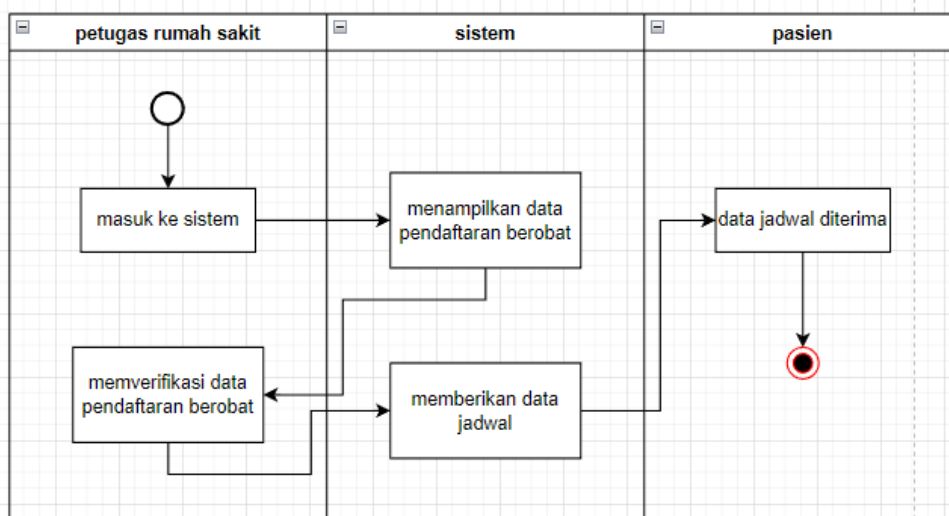 petugas rumah sakit
sistem
pasien
masuk ke sistem
menampilkan data
pendaftaran berobat
data jadwal diterima
memverifikasi data
pendaftaran berobat
memberikan data
jadwal